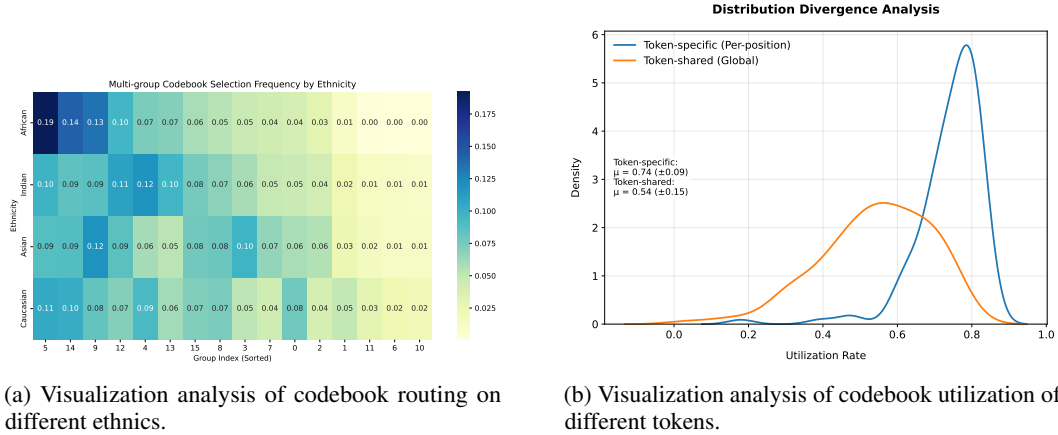 Multi-group Codebook Selection Frequency by Ethnicity
African
0.19 0.14 0.13 0.10 0.07 0.07 0.06 0.05 0.05 0.04 0.04 0.03 0.01 0.00 0.00 0.00
Indian
0.10 0.09 0.09 0.11 0.12 0.10 0.08 0.07 0.06 0.05 0.05 0.04 0.02 0.01 0.01 0.01
Asian
0.09 0.09 0.12 0.09 0.06 0.05 0.08 0.08 0.10 0.07 0.06 0.06 0.03 0.02 0.01 0.01
Caucasian
0.11 0.10 0.08 0.07 0.09 0.06 0.07 0.07 0.05 0.04 0.08 0.04 0.05 0.03 0.02 0.02
5 14 9 12 4 13 15 8 3 7 0 2 1 11 6 10
Ethnicity
Group Index (Sorted)
0.175
0.150
0.125
0.100
0.075
0.050
0.025
(a) Visualization analysis of codebook routing on
different ethnics.
Distribution Divergence Analysis
Token-specific (Per-position)
Token-shared (Global)
Token-specific:
μ = 0.74 (±0.09)
Token-shared:
μ = 0.54 (±0.15)
Density
6
5
4
3
2
1
0
0.0 0.2 0.4 0.6 0.8 1.0
Utilization Rate
(b) Visualization analysis of codebook utilization of
different tokens.